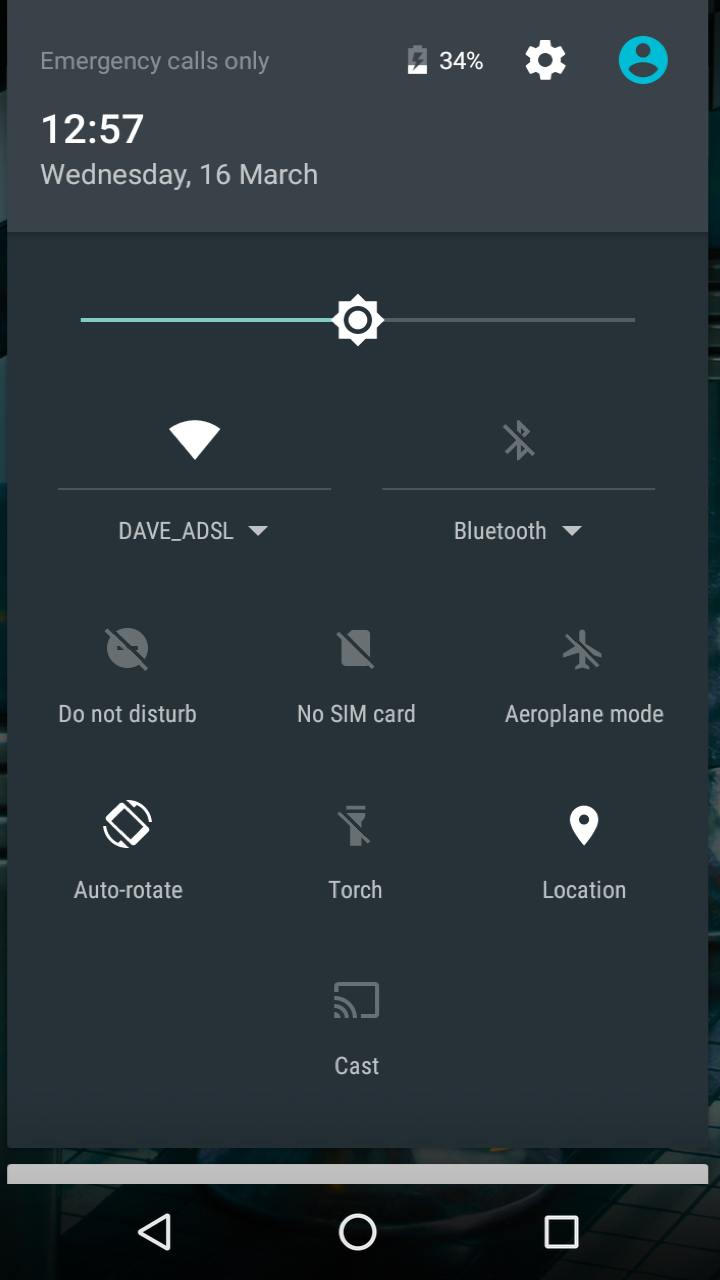 Emergency calls only 34%
12:57
Wednesday, 16 March
DAVE_ADSL Bluetooth
Do not disturb No SIM card Aeroplane mode
Auto-rotate Torch Location
Cast